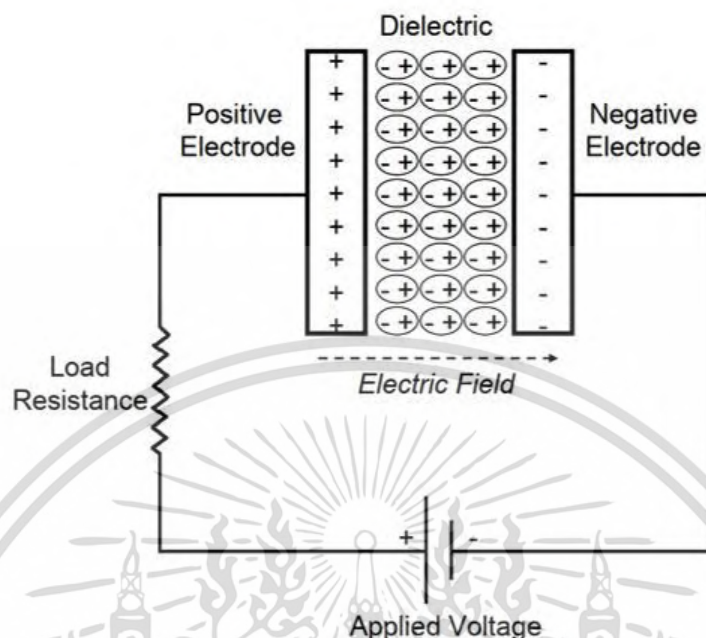 Dielectric
Positive
Electrode
Negative
Electrode
+ - + - + - + -
+ - + - + - + -
+ - + - + - + -
+ - + - + - + -
+ - + - + - + -
+ - + - + - + -
+ - + - + - + -
+ - + - + - + -
+ - + - + - + -
Electric Field
Load
Resistance
+ -
Applied Voltage